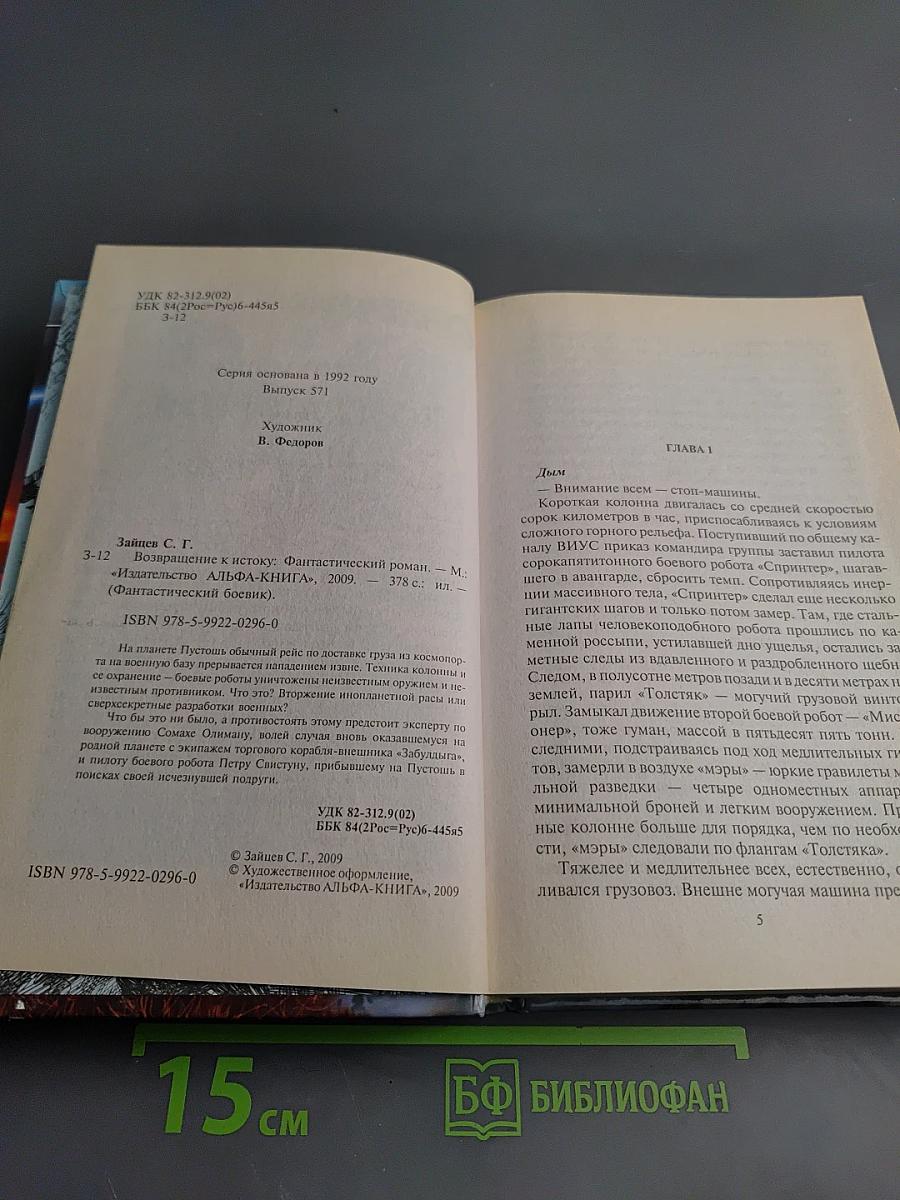 УДК 82-312.9(02)
ББК 84(2Рос=Рус)6-445я5
З-12
Серия основана в 1992 году
Выпуск 571
Художник
В. Федоров
Зайцев С. Г.
З-12 Возвращение к истоку: Фантастический роман. — М.:
«Издательство АЛЬФА-КНИГА», 2009. — 378 с.: ил. —
(Фантастический боевик).
ISBN 978-5-9922-0296-0
На планете Пустошь обычный рейс по доставке груза из космопор-
та на военную базу прерывается нападением извне. Техника колонны и
се охранение — боевые роботы уничтожены неизвестным оружием и не-
известным противником. Что это? Вторжение инопланетной расы или
сверхсекретные разработки военных?
Что бы это ни было, а противостоять этому предстоит эксперту по
вооружению Сомахе Олиману, волей случая вновь оказавшемуся на
родной планете с экипажем торгового корабля-внешника «Забулдыга»,
и пилоту боевого робота Петру Свистуну, прибывшему на Пустошь в
поисках своей исчезнувшей подруги.
УДК 82-312.9(02)
ББК 84(2Рос=Рус)6-445я5
© Зайцев С. Г., 2009
© Художественное оформление,
«Издательство АЛЬФА-КНИГА», 2009
ISBN 978-5-9922-0296-0
ГЛАВА 1
Дым
— Внимание всем — стоп-машины.
Короткая колонна двигалась со средней скоростью
сорок километров в час, приспосабливаясь к условиям
сложного горного рельефа. Поступивший по общему ка-
налу ВИУС приказ командира группы заставил пилота
сорокапятитонного боевого робота «Спринтер», шагав-
шего в авангарде, сбросить темп. Сопротивляясь инер-
ции массивного тела, «Спринтер» сделал еще несколько
гигантских шагов и только потом замер. Там, где сталь-
ные лапы человекоподобного робота прошлись по ка-
менной россыпи, устилавшей дно ущелья, остались за
метные следы из вдавленного и раздробленного щебн
Следом, в полусотне метров позади и в десяти метрах н
землей, парил «Толстяк» — могучий грузовой винто
рыл. Замыкал движение второй боевой робот — «Мис
онер», тоже гуман, массой в пятьдесят пять тонн.
следними, подстраиваясь под ход медлительных ги
тов, замерли в воздухе «мэры» — юркие гравилеты м
льной разведки — четыре одноместных аппар
минимальной броней и легким вооружением. Пр
ные колонне больше для порядка, чем по необхо
сти, «мэры» следовали по флангам «Толстяка».
Тяжелее и медлительнее всех, естественно, о
ливался грузовоз. Внешне могучая машина пре
5
15 см
БФ БИБЛИОФАН